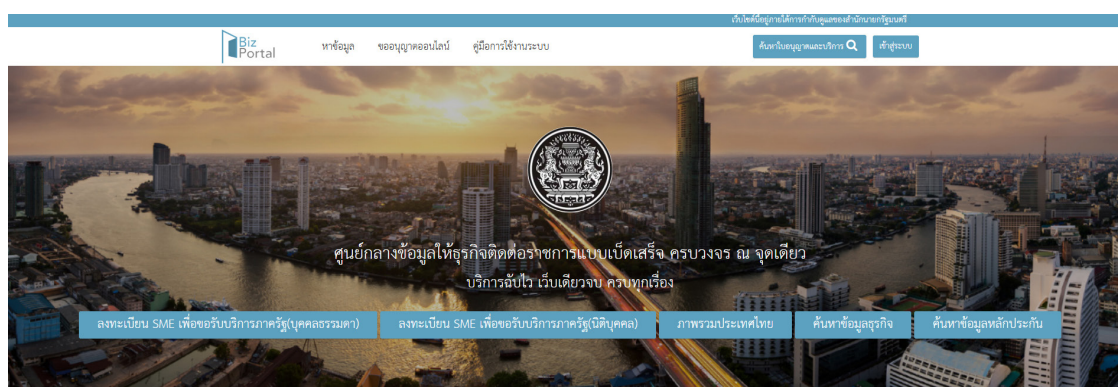 เว็บไซต์นี้อยู่ภายใต้การกำกับดูแลของสำนักนายกรัฐมนตรี
Biz Portal
หาข้อมูล ขออนุญาตออนไลน์ คู่มือการใช้งานระบบ
ค้นหาใบอนุญาตและบริการ เข้าสู่ระบบ
ศูนย์กลางข้อมูลให้ธุรกิจติดต่อราชการแบบเบ็ดเสร็จ ครบวงจร ณ จุดเดียว
บริการฉับไว เว็บเดียวจบ ครบทุกเรื่อง
ลงทะเบียน SME เพื่อขอรับบริการภาครัฐ(บุคคลธรรมดา) ลงทะเบียน SME เพื่อขอรับบริการภาครัฐ(นิติบุคคล) ภาพรวมประเทศไทย ค้นหาข้อมูลธุรกิจ ค้นหาข้อมูลหลักประกัน